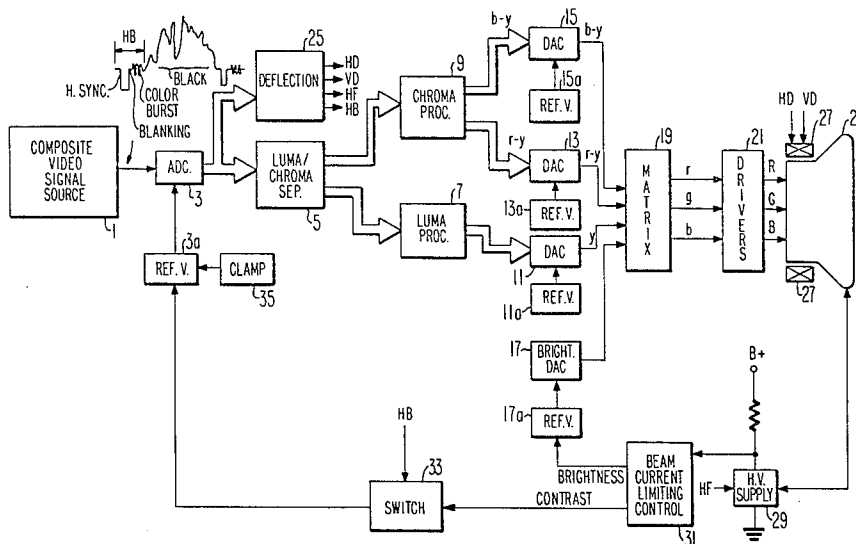 HB
H. SYNC.
BLACK
COLOR
BURST
BLANKING
25
DEFLECTION
HD
VD
HF
HB
COMPOSITE
VIDEO
SIGNAL
SOURCE
1
ADC.
3
LUMA/
CHROMA
SEP.
5
9
CHROMA
PROC.
7
LUMA
PROC.
b-y
15
DAC
b-y
15a
REF. V.
r-y
13
DAC
r-y
13a
REF. V.
DAC
y
11
11a
REF. V.
17
BRIGHT.
DAC
17a
REF. V.
19
MATRIX
r
g
b
21
DRIVERS
R
G
B
HD
VD
27
2
27
3a
REF. V.
CLAMP
35
HB
33
SWITCH
BRIGHTNESS
CONTRAST
BEAM
CURRENT
LIMITING
CONTROL
31
B+
HF
H.V.
SUPPLY
29